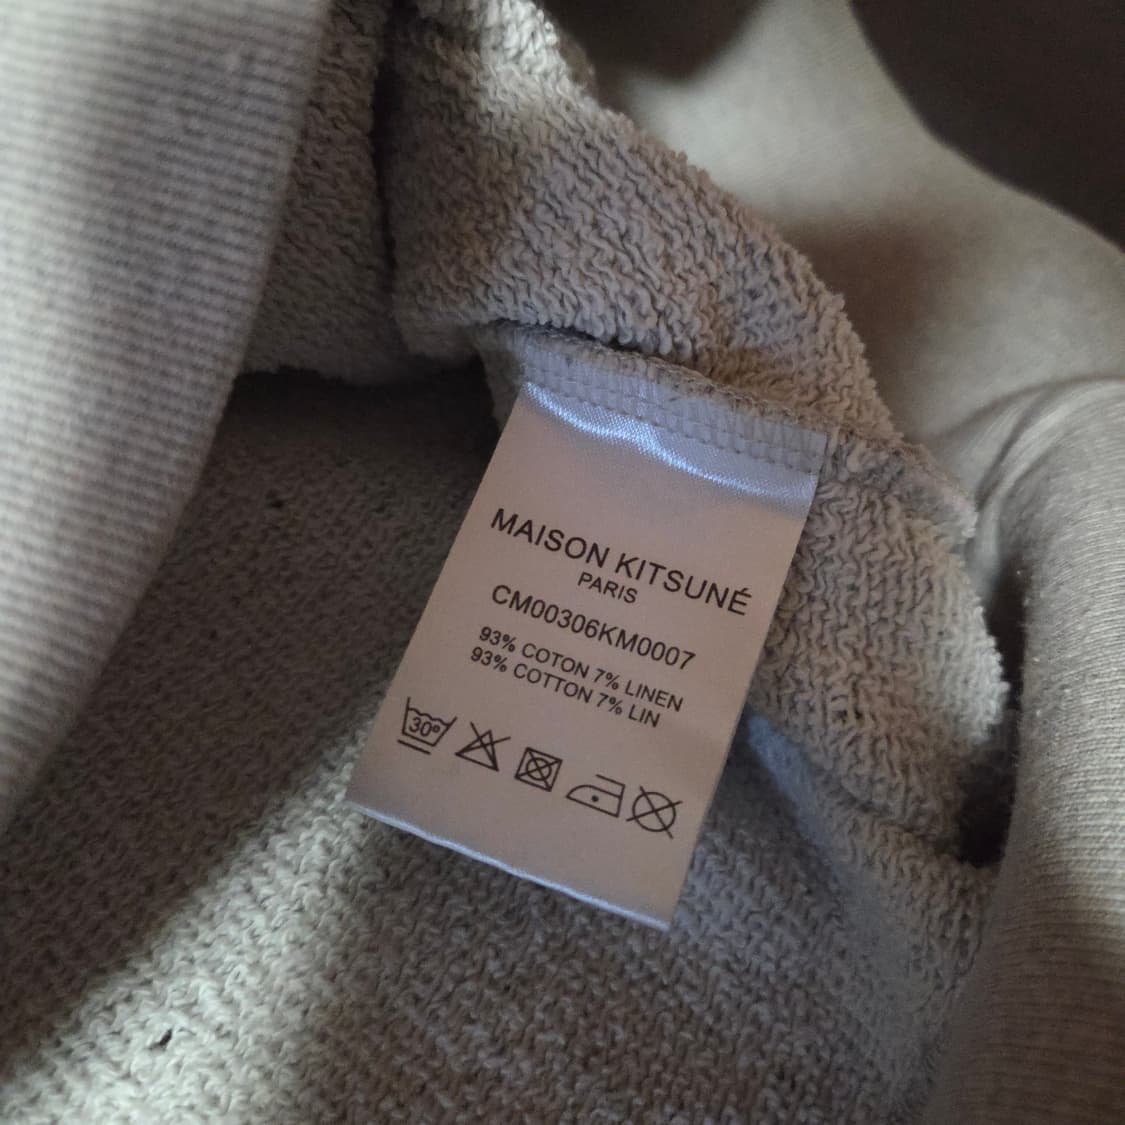 MAISON KITSUNÉ
PARIS
CM00306KM0007
93% COTON 7% LINEN
93% COTTON 7% LIN
30°